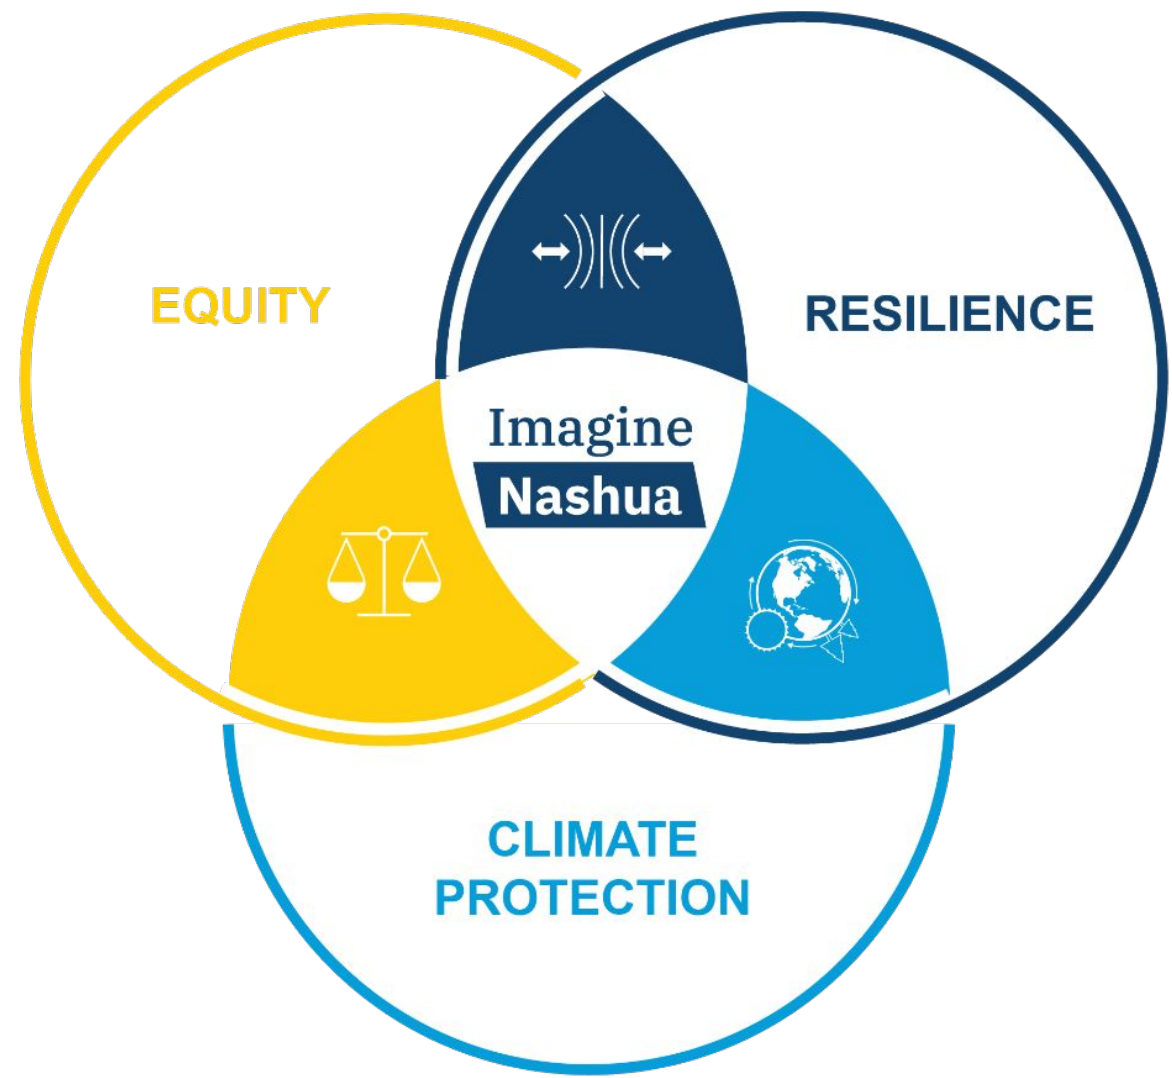 EQUITY
RESILIENCE
Imagine
Nashua
CLIMATE
PROTECTION